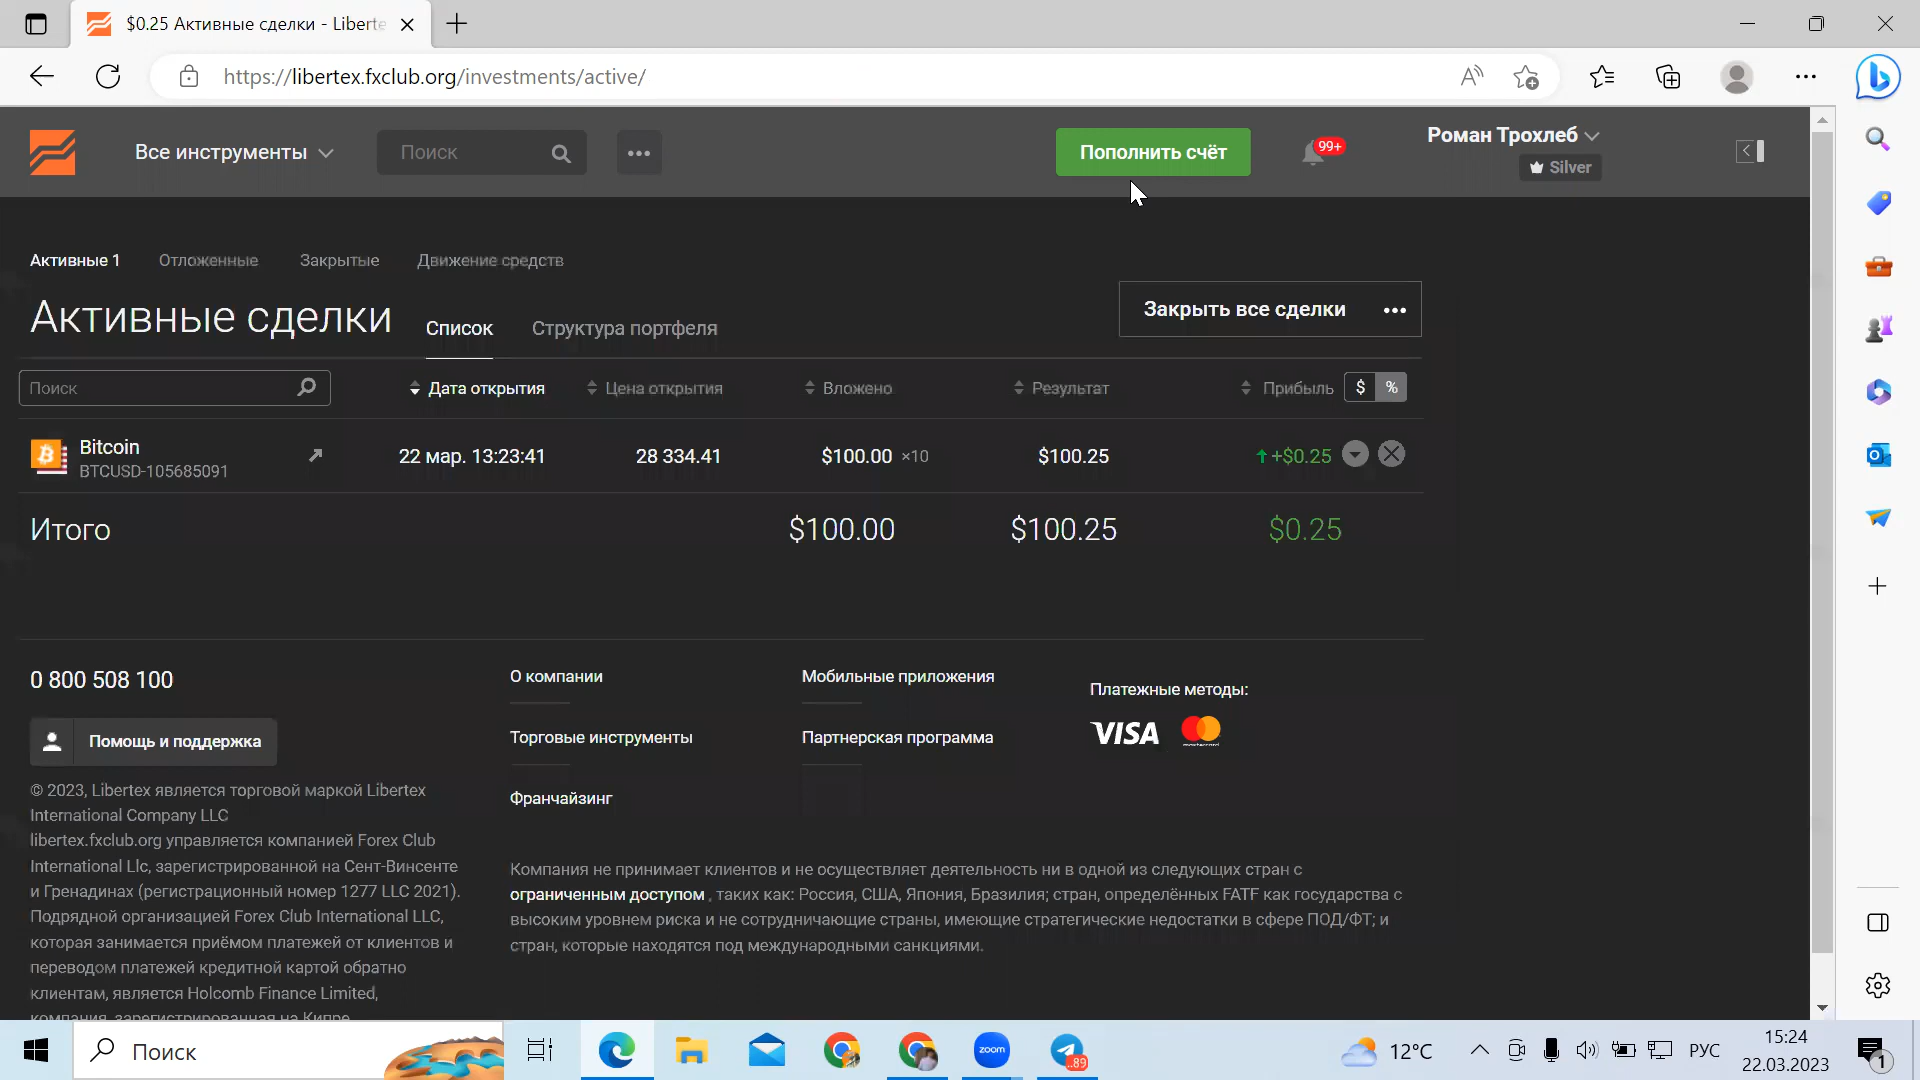 $0.25 Активные сделки - Liberte
https://libertex.fxclub.org/investments/active/
Все инструменты
Поиск
Пополнить счёт
99+
Роман Трохлеб
Silver
Активные 1 Отложенные Закрытые Движение средств
Активные сделки
Список Структура портфеля
Закрыть все сделки
Поиск Дата открытия Цена открытия Вложено Результат Прибыль $ %
Bitcoin
BTCUSD-105685091
22 мар. 13:23:41 28 334.41 $100.00 ×10 $100.25 +$0.25
Итого $100.00 $100.25 $0.25
0 800 508 100
Помощь и поддержка
© 2023, Libertex является торговой маркой Libertex
International Company LLC
libertex.fxclub.org управляется компанией Forex Club
International Llc, зарегистрированной на Сент-Винсенте
и Гренадинах (регистрационный номер 1277 LLC 2021).
Подрядной организацией Forex Club International LLC,
которая занимается приёмом платежей от клиентов и
переводом платежей кредитной картой обратно
клиентам, является Holcomb Finance Limited,
компания, зарегистрированная на Кипре
О компании
Торговые инструменты
Франчайзинг
Мобильные приложения
Партнерская программа
Платежные методы:
VISA
mastercard
Компания не принимает клиентов и не осуществляет деятельность ни в одной из следующих стран с
ограниченным доступом , таких как: Россия, США, Япония, Бразилия; стран, определённых FATF как государства с
высоким уровнем риска и не сотрудничающие страны, имеющие стратегические недостатки в сфере ПОД/ФТ; и
стран, которые находятся под международными санкциями.
Поиск
zoom
89
12°C
РУС
15:24
22.03.2023
1